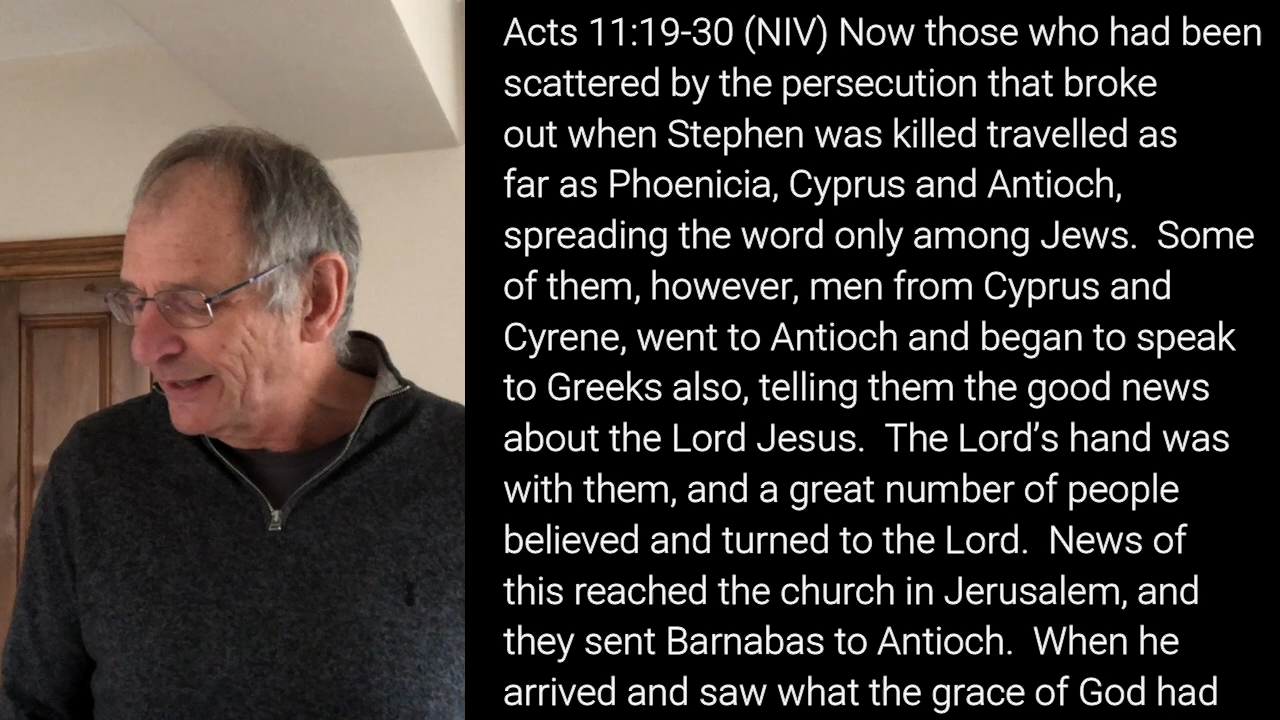 Acts 11:19-30 (NIV) Now those who had been
scattered by the persecution that broke
out when Stephen was killed travelled as
far as Phoenicia, Cyprus and Antioch,
spreading the word only among Jews.  Some
of them, however, men from Cyprus and
Cyrene, went to Antioch and began to speak
to Greeks also, telling them the good news
about the Lord Jesus.  The Lord’s hand was
with them, and a great number of people
believed and turned to the Lord.  News of
this reached the church in Jerusalem, and
they sent Barnabas to Antioch.  When he
arrived and saw what the grace of God had